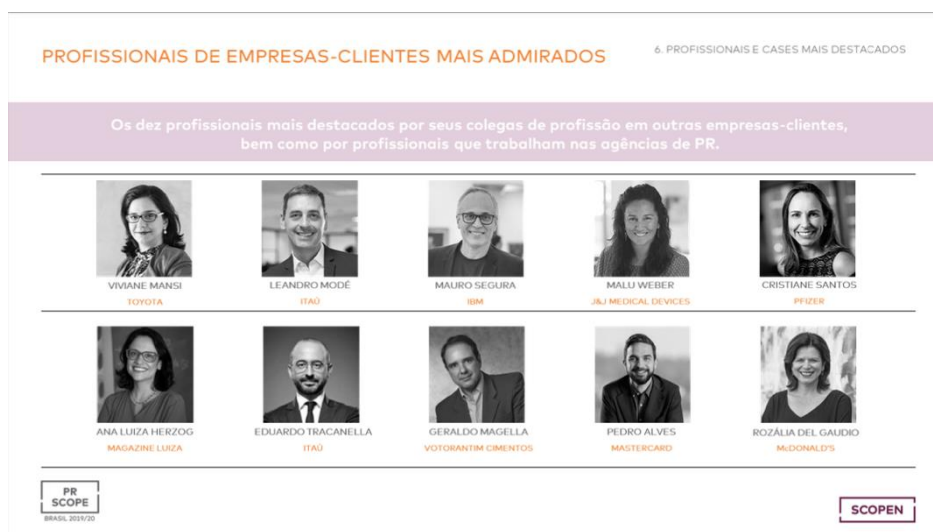 PROFISSIONAIS DE EMPRESAS-CLIENTES MAIS ADMIRADOS
6. PROFISSIONAIS E CASES MAIS DESTACADOS
Os dez profissionais mais destacados por seus colegas de profissão em outras empresas-clientes,
bem como por profissionais que trabalham nas agências de PR.
VIVIANE MANSI
TOYOTA
LEANDRO MODÉ
ITAÚ
MAURO SEGURA
IBM
MALU WEBER
J&J MEDICAL DEVICES
CRISTIANE SANTOS
PFIZER
ANA LUIZA HERZOG
MAGAZINE LUIZA
EDUARDO TRACANELLA
ITAÚ
GERALDO MAGELLA
VOTORANTIM CIMENTOS
PEDRO ALVES
MASTERCARD
ROZÁLIA DEL GAUDIO
McDONALD'S
PR
SCOPE
BRASIL 2019/20
SCOPEN